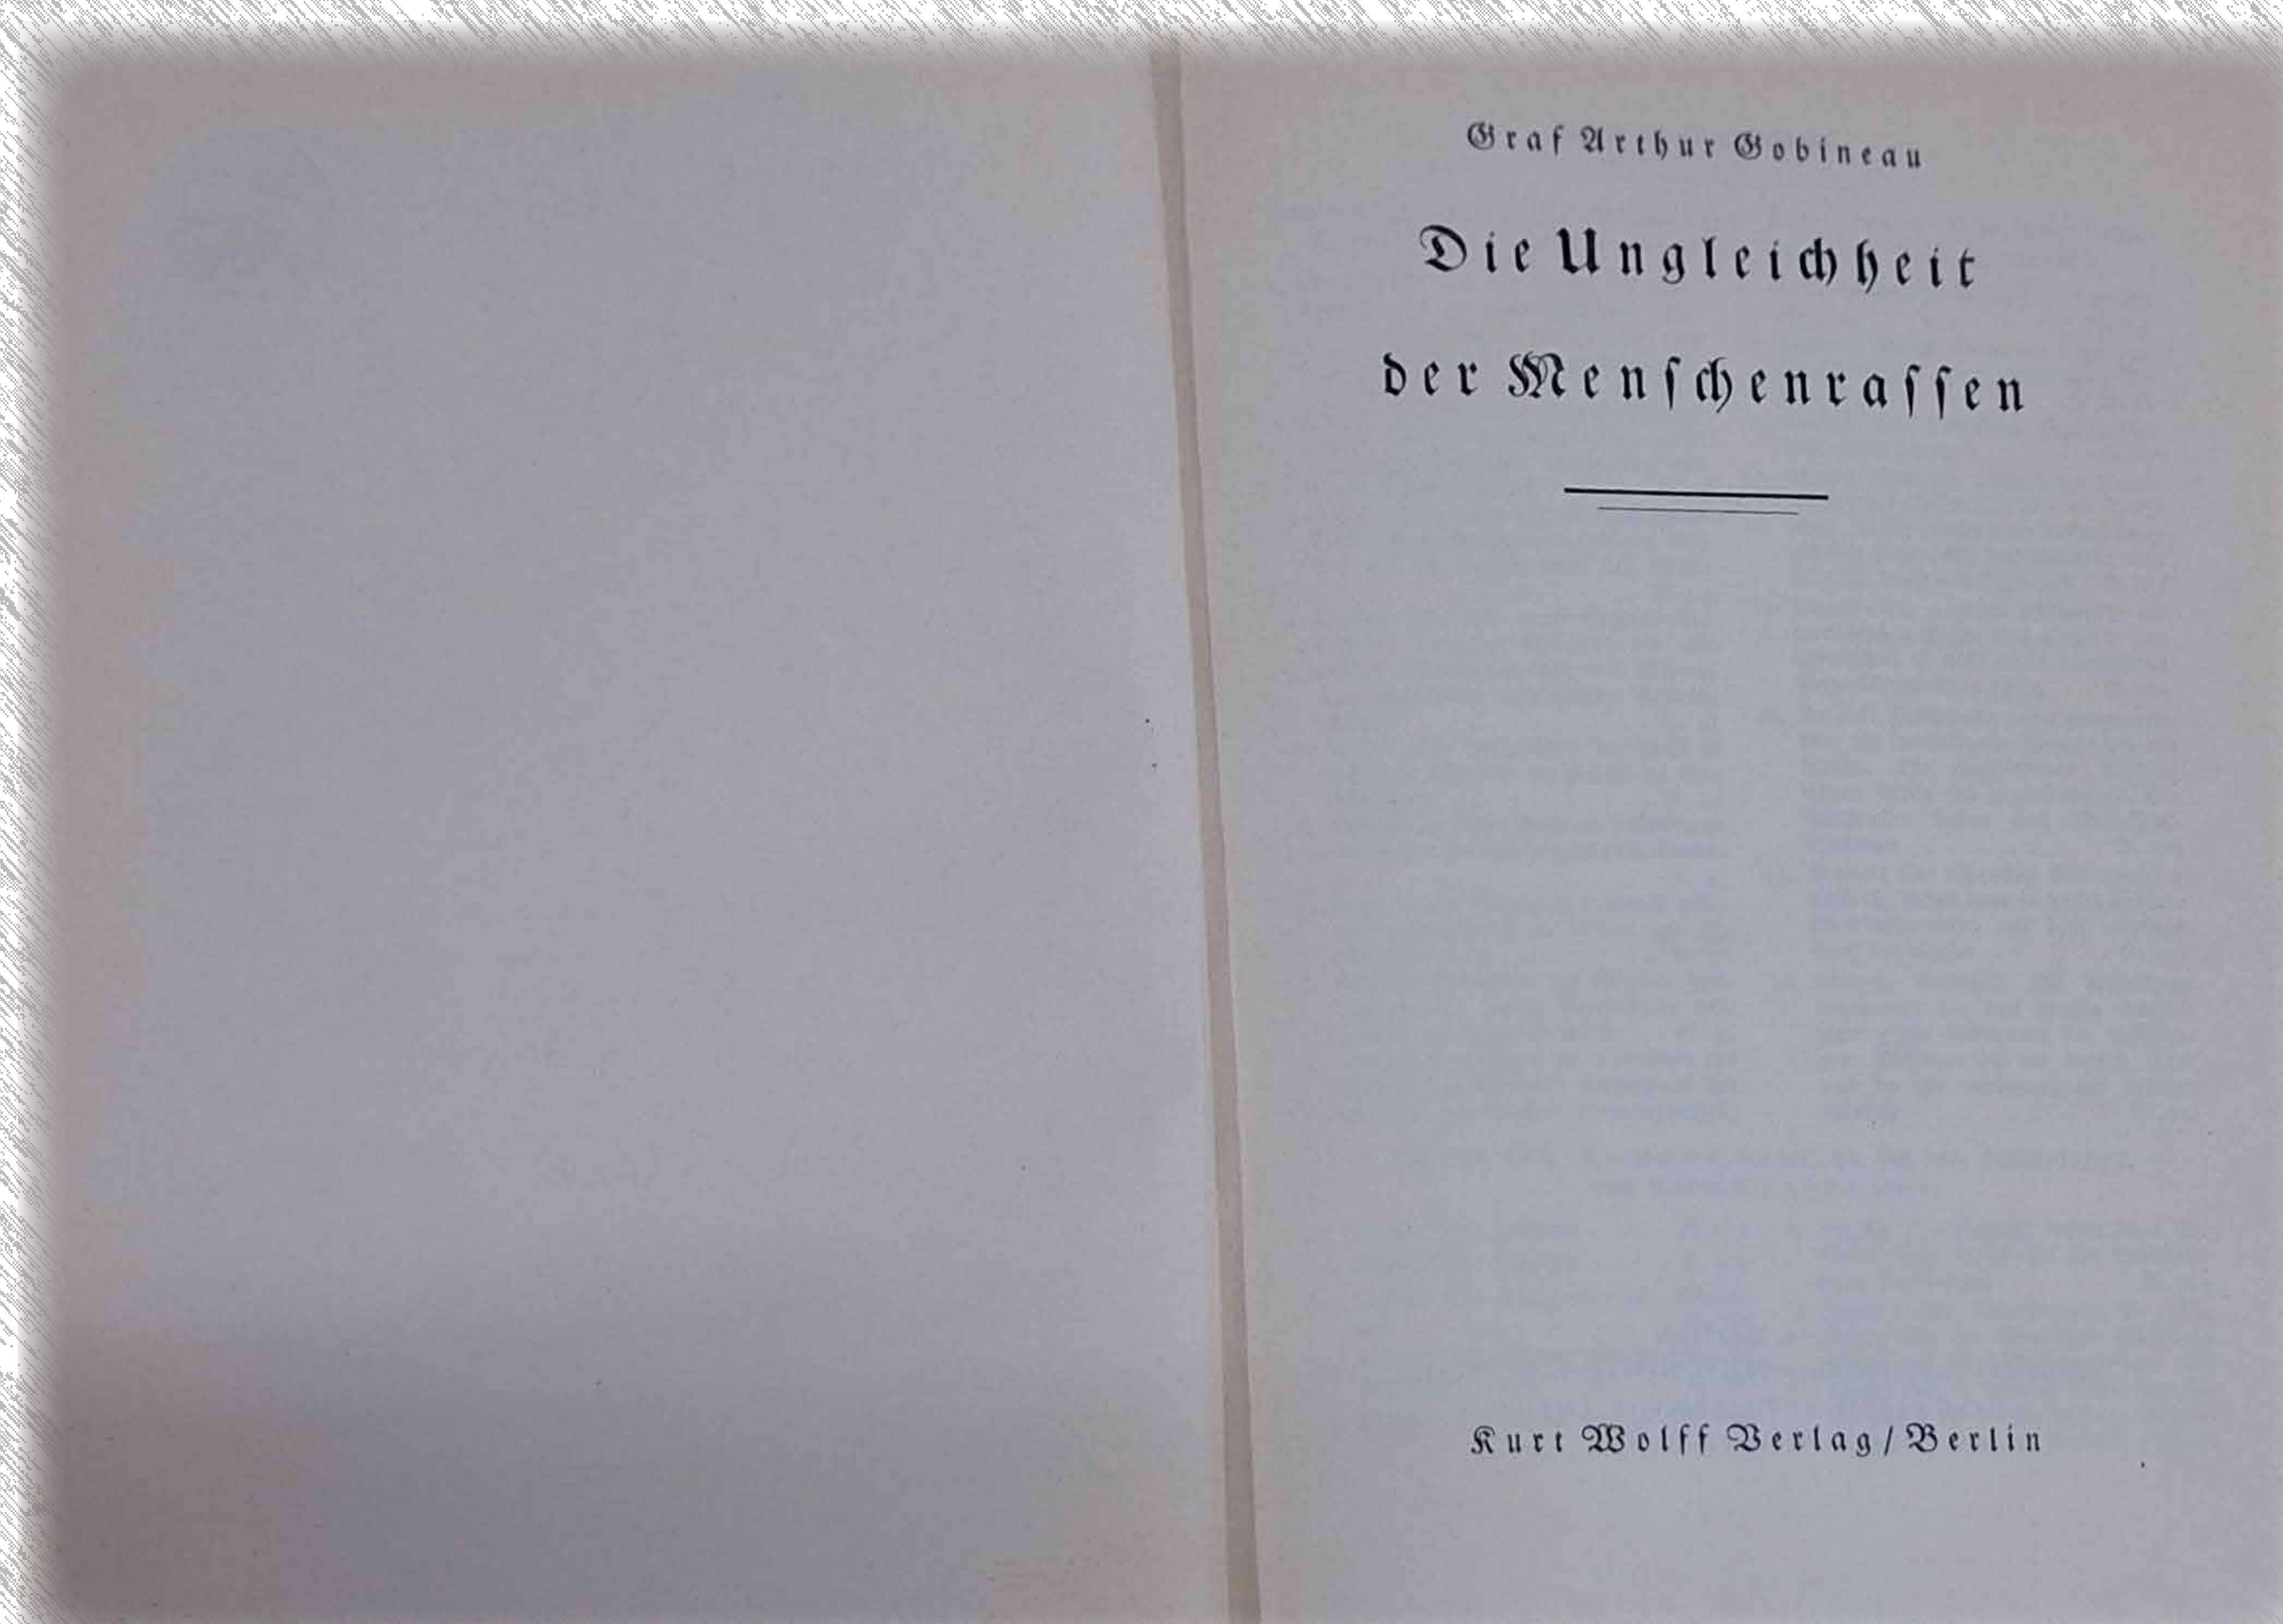 Graf Arthur Gobineau
Die Ungleichheit
der Menſchenraſſen
Kurt Wolff Verlag/Berlin